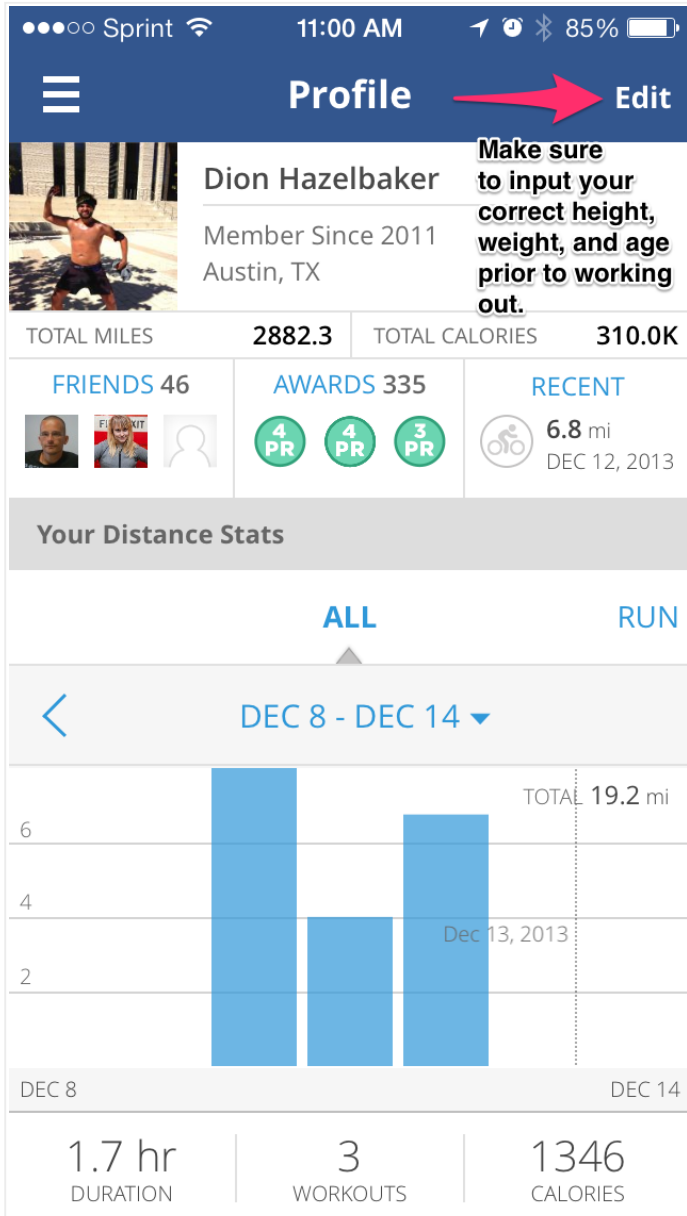 Sprint 11:00 AM 85%
Profile Edit
Make sure
to input your
correct height,
weight, and age
prior to working
out.
Dion Hazelbaker
Member Since 2011
Austin, TX
TOTAL MILES 2882.3 TOTAL CALORIES 310.0K
FRIENDS 46 AWARDS 335 RECENT
4 PR 4 PR 3 PR
6.8 mi
DEC 12, 2013
Your Distance Stats
ALL RUN
DEC 8 - DEC 14
TOTAL 19.2 mi
6
4
Dec 13, 2013
2
DEC 8 DEC 14
1.7 hr 3 1346
DURATION WORKOUTS CALORIES